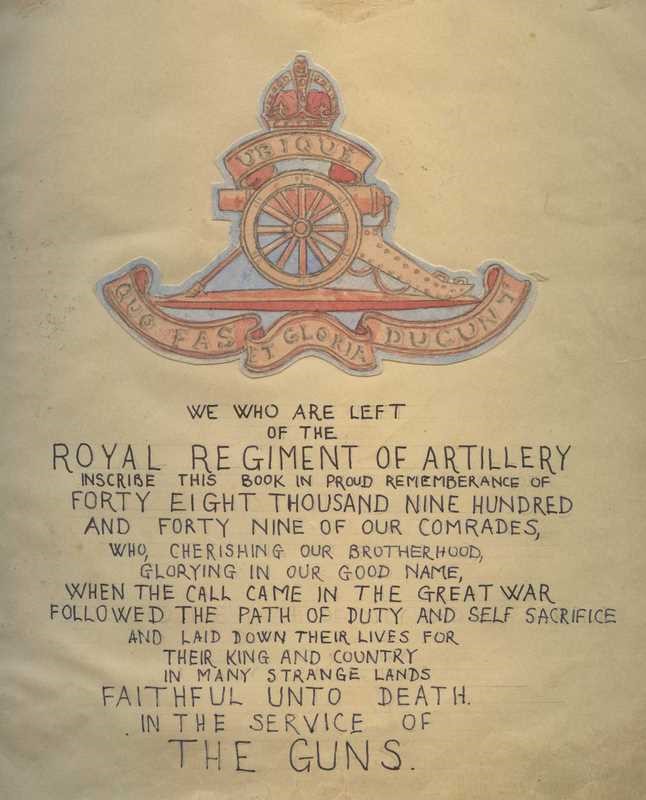 UBIQUE
QUO FAS ET GLORIA DUCUNT
WE WHO ARE LEFT
OF THE
ROYAL REGIMENT OF ARTILLERY
INSCRIBE THIS BOOK IN PROUD REMEMBERANCE OF
FORTY EIGHT THOUSAND NINE HUNDRED
AND FORTY NINE OF OUR COMRADES,
WHO, CHERISHING OUR BROTHERHOOD,
GLORYING IN OUR GOOD NAME,
WHEN THE CALL CAME IN THE GREAT WAR
FOLLOWED THE PATH OF DUTY AND SELF SACRIFICE
AND LAID DOWN THEIR LIVES FOR
THEIR KING AND COUNTRY
IN MANY STRANGE LANDS
FAITHFUL UNTO DEATH.
IN THE SERVICE OF
THE GUNS.